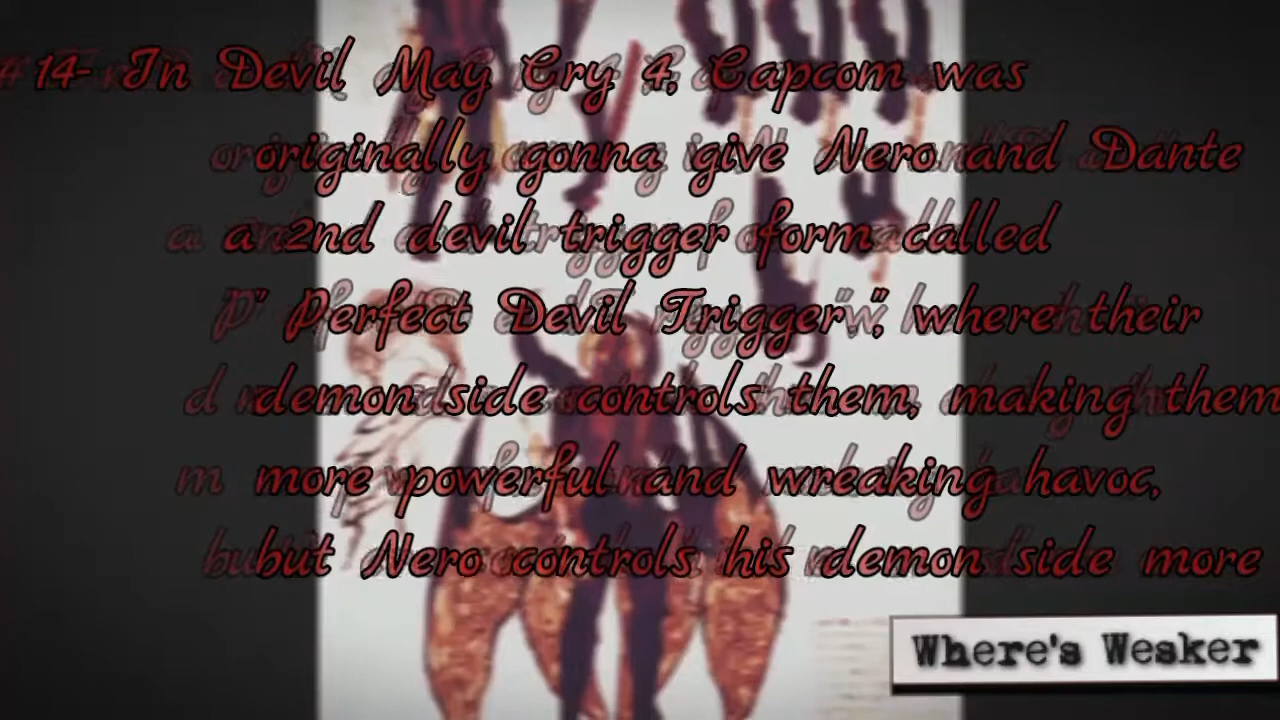 # 14- In Devil May Cry 4, Capcom was
originally gonna give Nero and Dante
an 2nd devil trigger form called
"Perfect Devil Trigger", where their
demon side controls them, making them
more powerful and wreaking havoc,
but Nero controls his demon side more
Where's Wesker